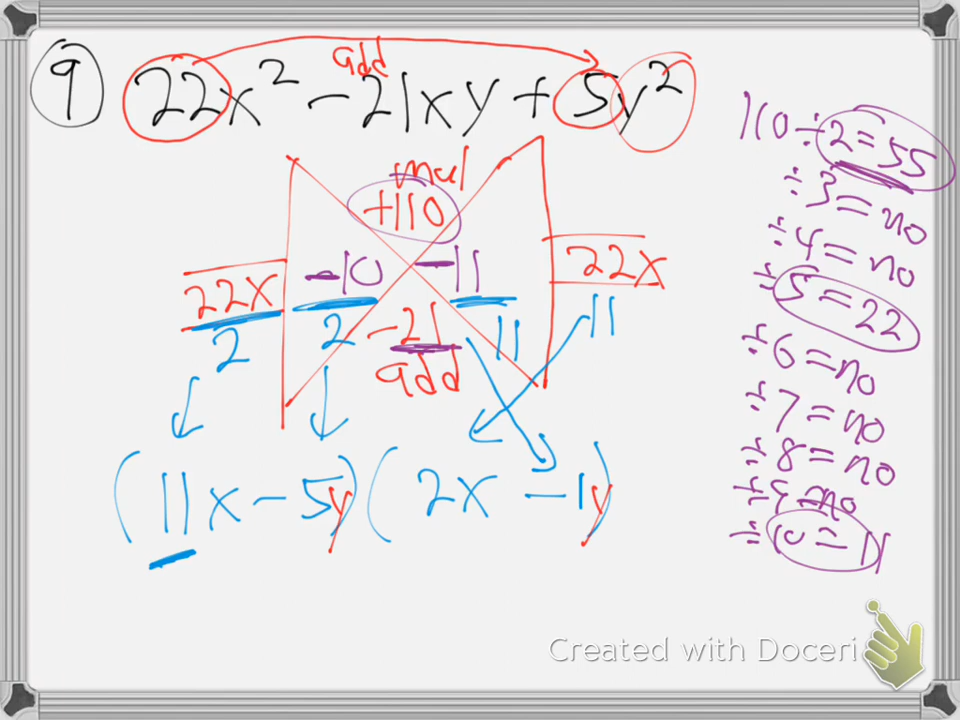 9 22x² - 21xy + 5y²
add
mul
+110
22x -10 -11 22x
2 2 -21 11 11
add
(11x - 5y)(2x - 1y)
110 ÷ 2 = 55
÷ 3 = no
÷ 4 = no
÷ 5 = 22
÷ 6 = no
÷ 7 = no
÷ 8 = no
÷ 9 = no
÷ 10 = 11
Created with Doceri